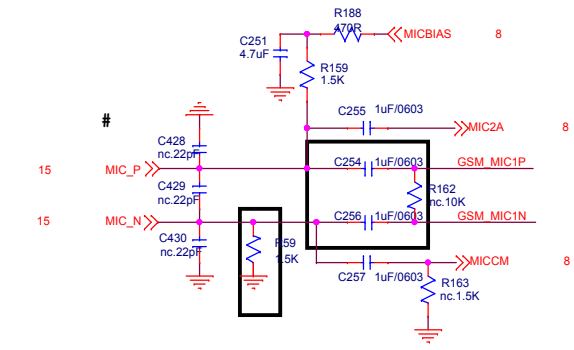 R188
470R
MICBIAS 8
C251
4.7uF
R159
1.5K
#
C255 1uF/0603
MIC2A 8
C428
nc.22pF
15 MIC_P
C254 1uF/0603 GSM_MIC1P
C429
nc.22pF
R162
nc.10K
15 MIC_N
C256 1uF/0603 GSM_MIC1N
C430
nc.22pF
R59
1.5K
MICCM 8
C257 1uF/0603
R163
nc.1.5K